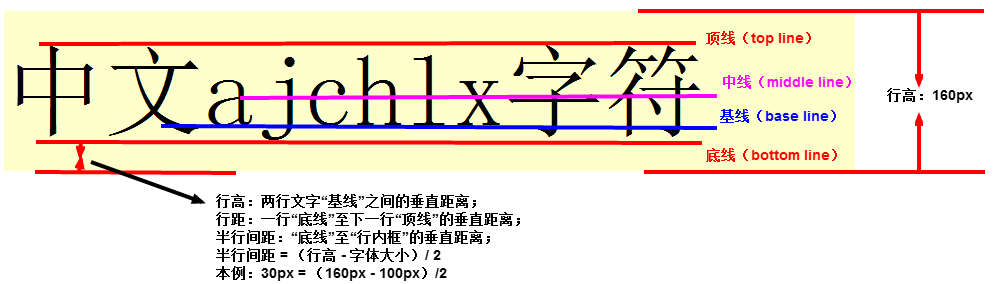 中文ajchlx字符
顶线（top line）
中线（middle line）
基线（base line）
底线（bottom line）
行高：160px
行高：两行文字“基线”之间的垂直距离；
行距：一行“底线”至下一行“顶线”的垂直距离；
半行间距：“底线”至“行内框”的垂直距离；
半行间距 =（行高 - 字体大小）/ 2
本例：30px =（160px - 100px）/2